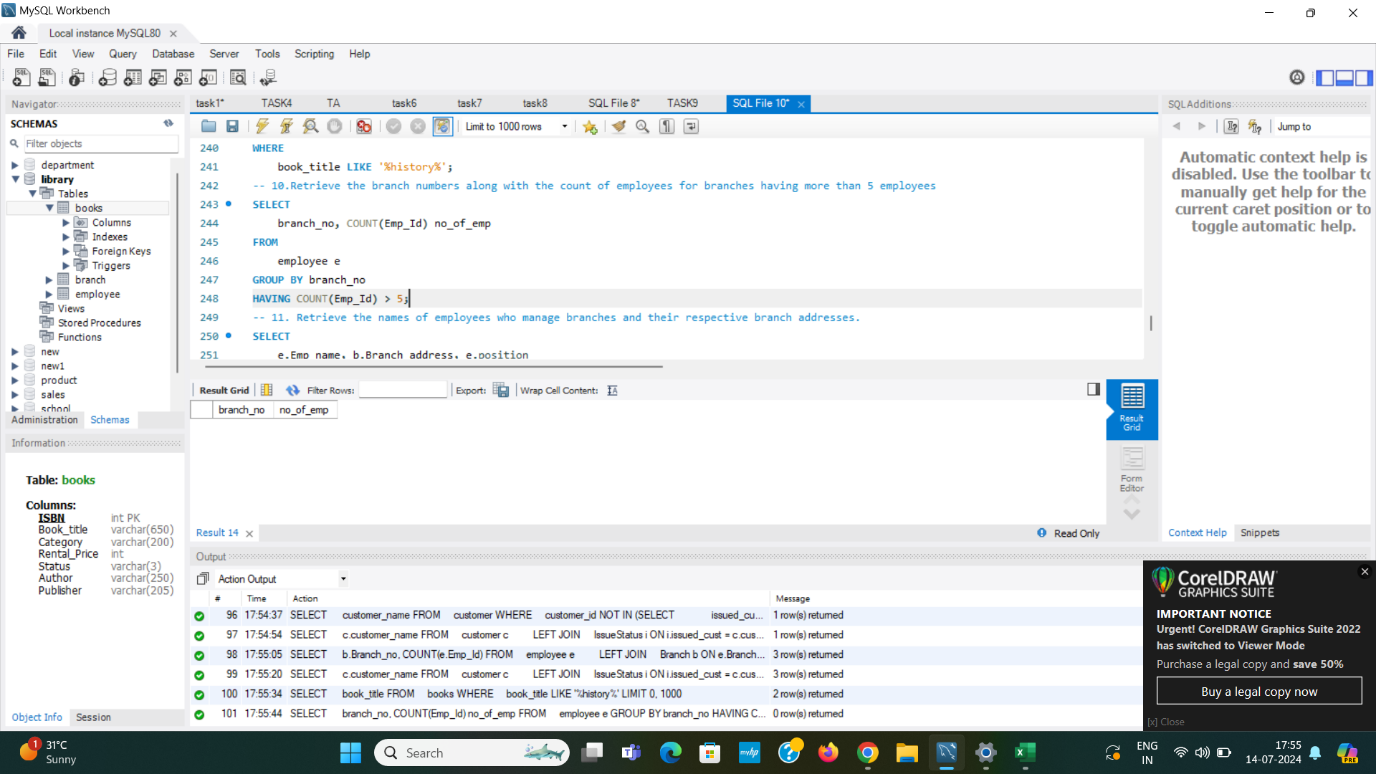 MySQL Workbench
Local instance MySQL80
File Edit View Query Database Server Tools Scripting Help
Navigator
SCHEMAS
Filter objects
department
library
Tables
books
Columns
Indexes
Foreign Keys
Triggers
branch
employee
Views
Stored Procedures
Functions
new
new1
product
sales
school
Administration Schemas
Information
Table: books
Columns:
ISBN int PK
Book_title varchar(650)
Category varchar(200)
Rental_Price int
Status varchar(3)
Author varchar(250)
Publisher varchar(205)
Object Info Session
task1* TASK4 TA task6 task7 task8 SQL File 8* TASK9 SQL File 10*
Limit to 1000 rows
240 WHERE
241 book_title LIKE '%history%';
242 -- 10.Retrieve the branch numbers along with the count of employees for branches having more than 5 employees
243 SELECT
244 branch_no, COUNT(Emp_Id) no_of_emp
245 FROM
246 employee e
247 GROUP BY branch_no
248 HAVING COUNT(Emp_Id) > 5;
249 -- 11. Retrieve the names of employees who manage branches and their respective branch addresses.
250 SELECT
251 e.Emp_name, b.Branch_address, e.position
Result Grid Filter Rows: Export: Wrap Cell Content:
branch_no no_of_emp
Result Grid
Form Editor
Result 14 Read Only
Output
Action Output
# Time Action Message
96 17:54:37 SELECT customer_name FROM customer WHERE customer_id NOT IN (SELECT issued_cu... 1 row(s) returned
97 17:54:54 SELECT c.customer_name FROM customer c LEFT JOIN IssueStatus i ON i.issued_cust = c.cus... 1 row(s) returned
98 17:55:05 SELECT b.Branch_no, COUNT(e.Emp_Id) FROM employee e LEFT JOIN Branch b ON e.Branch... 3 row(s) returned
99 17:55:20 SELECT c.customer_name FROM customer c LEFT JOIN IssueStatus i ON i.issued_cust = c.cus... 3 row(s) returned
100 17:55:34 SELECT book_title FROM books WHERE book_title LIKE '%history%' LIMIT 0, 1000 2 row(s) returned
101 17:55:44 SELECT branch_no, COUNT(Emp_Id) no_of_emp FROM employee e GROUP BY branch_no HAVING C... 0 row(s) returned
SQLAdditions
Jump to
Automatic context help is
disabled. Use the toolbar to
manually get help for the
current caret position or to
toggle automatic help.
Context Help Snippets
CorelDRAW
GRAPHICS SUITE
IMPORTANT NOTICE
Urgent! CorelDRAW Graphics Suite 2022
has switched to Viewer Mode
Purchase a legal copy and save 50%
Buy a legal copy now
[x] Close
1
31°C
Sunny
Search
ENG
IN
17:55
14-07-2024